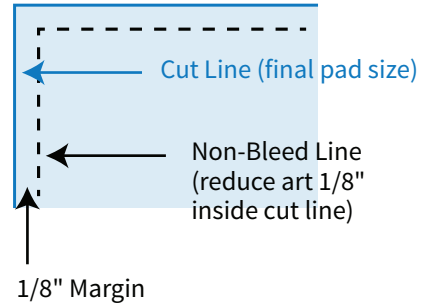 Cut Line (final pad size)
Non-Bleed Line
(reduce art 1/8"
inside cut line)
1/8" Margin